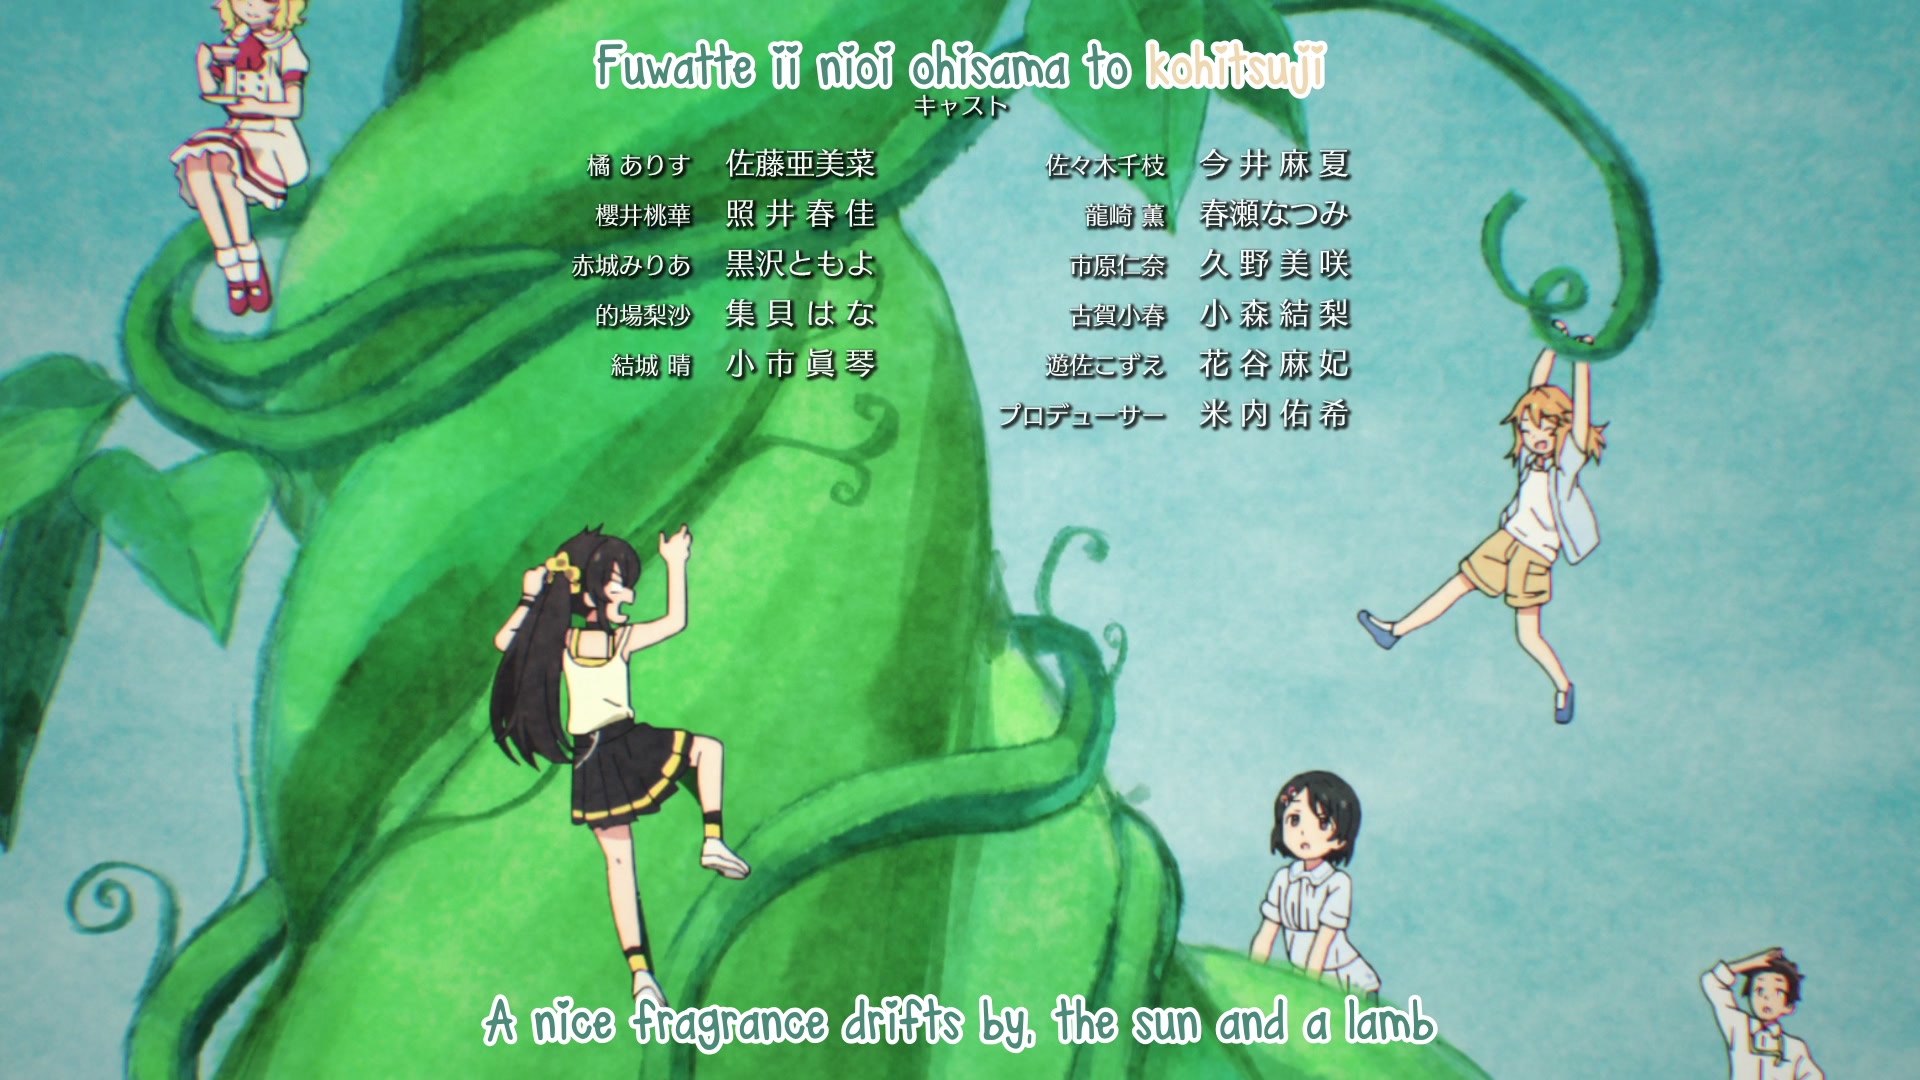 Fuwatte ii nioi ohisama to kohitsuji
キャスト
橘 ありす 佐藤亜美菜
櫻井桃華 照井春佳
赤城みりあ 黒沢ともよ
的場梨沙 集貝はな
結城 晴 小市眞琴
佐々木千枝 今井麻夏
龍崎 薫 春瀬なつみ
市原仁奈 久野美咲
古賀小春 小森結梨
遊佐こずえ 花谷麻妃
プロデューサー 米内佑希
A nice fragrance drifts by, the sun and a lamb